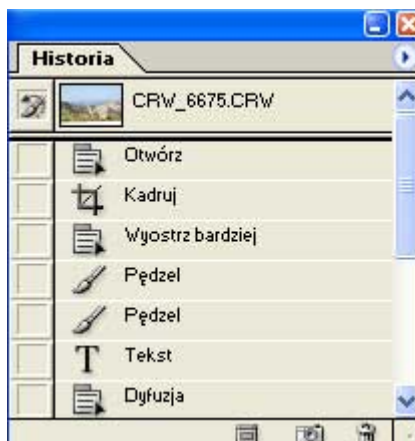 Historia
CRW_6675.CRW
Otwórz
Kadruj
Wyostrz bardziej
Pędzel
Pędzel
Tekst
Dyfuzja